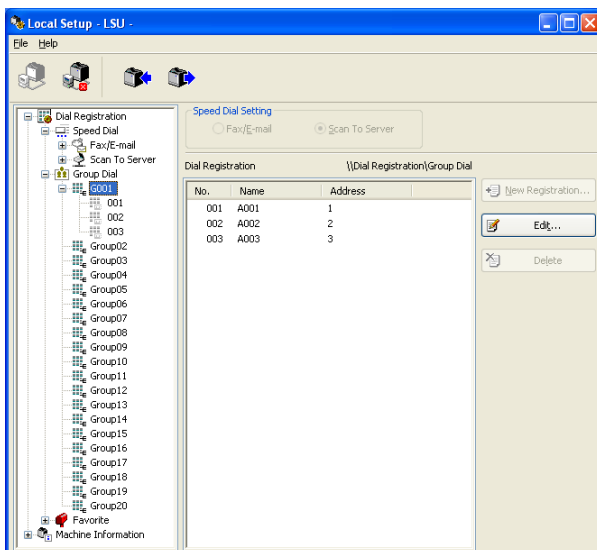 Local Setup - LSU -
File Help
Dial Registration
Speed Dial
Fax/E-mail
Scan To Server
Group Dial
G001
001
002
003
Group02
Group03
Group04
Group05
Group06
Group07
Group08
Group09
Group10
Group11
Group12
Group13
Group14
Group15
Group16
Group17
Group18
Group19
Group20
Favorite
Machine Information
Speed Dial Setting
Fax/E-mail Scan To Server
Dial Registration \\Dial Registration\Group Dial
No. Name Address
001 A001 1
002 A002 2
003 A003 3
New Registration...
Edit...
Delete